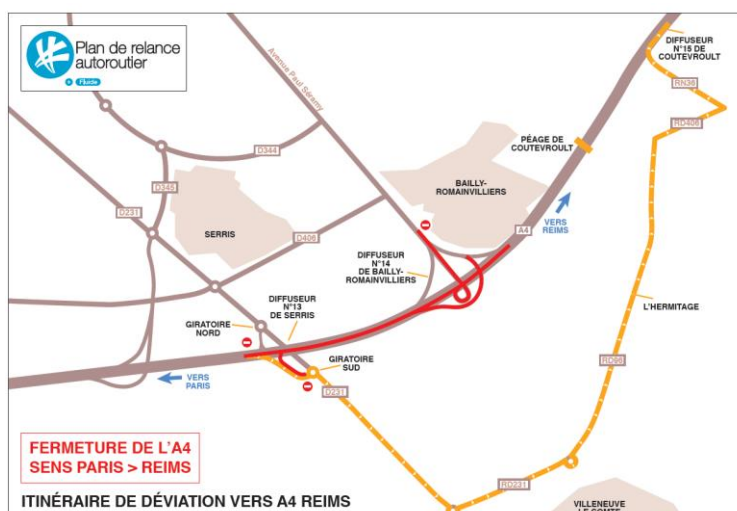 Plan de relance
autoroutier
Fluide
Avenue Paul Séramy
DIFFUSEUR
N°15 DE
COUTEVROULT
RN36
RD406
PÉAGE DE
COUTEVROULT
D344
D345
D231
SERRIS
D406
BAILLY-
ROMAINVILLIERS
VERS
REIMS
A4
DIFFUSEUR
N°14
DE BAILLY-
ROMAINVILLIERS
L'HERMITAGE
DIFFUSEUR
N°13
DE SERRIS
GIRATOIRE
NORD
GIRATOIRE
SUD
VERS
PARIS
D231
RD96
FERMETURE DE L'A4
SENS PARIS > REIMS
RD231
ITINÉRAIRE DE DÉVIATION VERS A4 REIMS
VILLENEUVE
LE COMTE